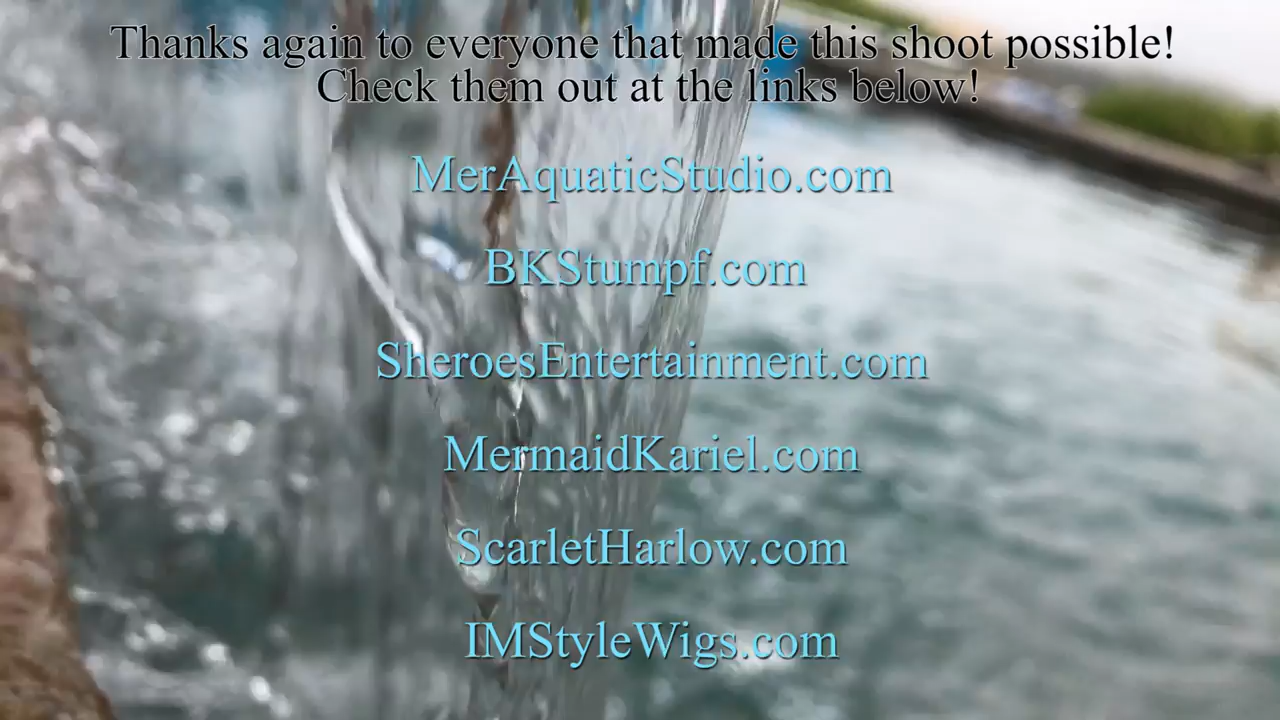 Thanks again to everyone that made this shoot possible!
Check them out at the links below!
MerAquaticStudio.com
BKStumpf.com
SheroesEntertainment.com
MermaidKariel.com
ScarletHarlow.com
IMStyleWigs.com